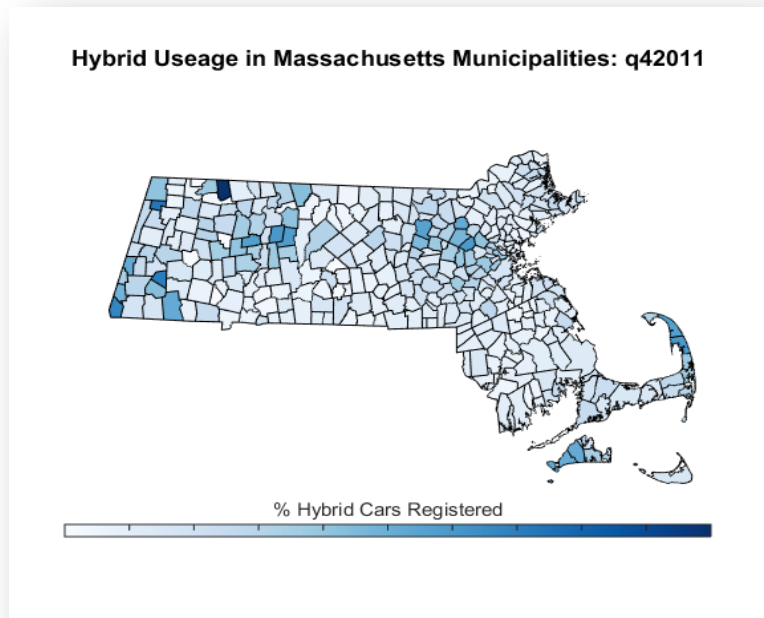 Hybrid Useage in Massachusetts Municipalities: q42011
% Hybrid Cars Registered